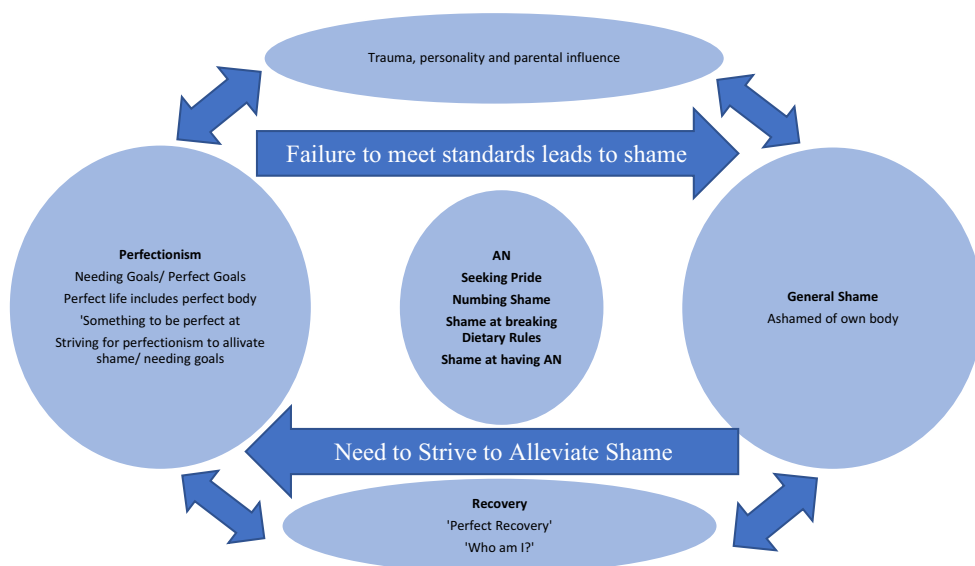 Trauma, personality and parental influence
Failure to meet standards leads to shame
Perfectionism
Needing Goals/ Perfect Goals
Perfect life includes perfect body
'Something to be perfect at
Striving for perfectionism to allivate
shame/ needing goals
AN
Seeking Pride
Numbing Shame
Shame at breaking
Dietary Rules
Shame at having AN
General Shame
Ashamed of own body
Need to Strive to Alleviate Shame
Recovery
'Perfect Recovery'
'Who am I?'